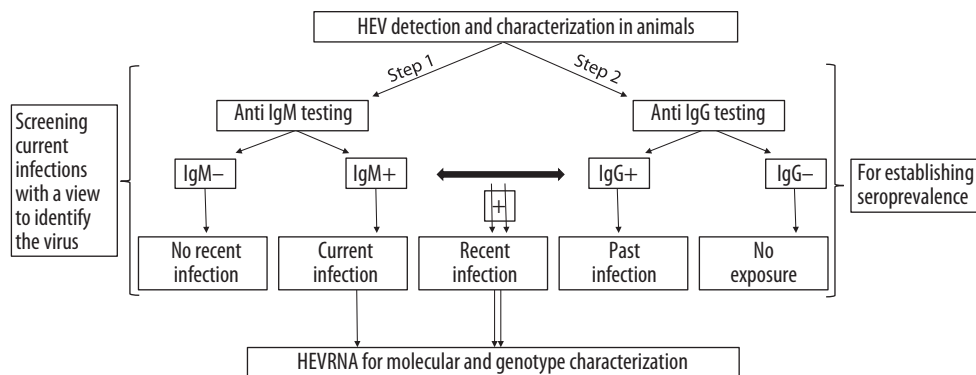 HEV detection and characterization in animals
Step 1
Step 2
Screening
current
infections
with a view
to identify
the virus
Anti IgM testing
Anti IgG testing
IgM–
IgM+
IgG+
IgG–
+
For establishing
seroprevalence
No recent
infection
Current
infection
Recent
infection
Past
infection
No
exposure
HEVRNA for molecular and genotype characterization